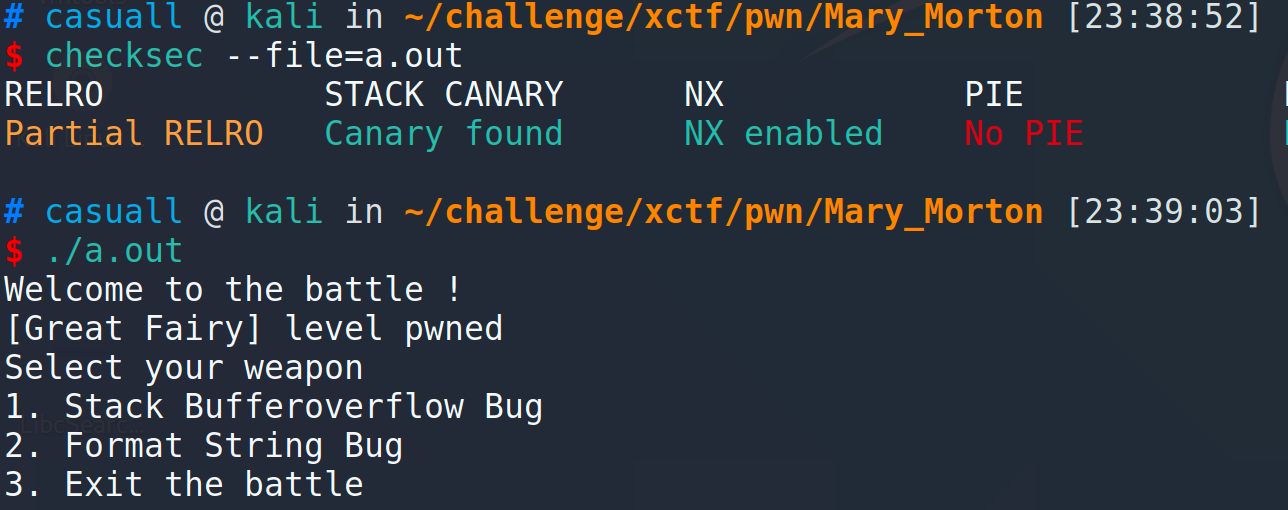 # casuall @ kali in ~/challenge/xctf/pwn/Mary_Morton [23:38:52]
$ checksec --file=a.out
RELRO STACK CANARY NX PIE
Partial RELRO Canary found NX enabled No PIE
# casuall @ kali in ~/challenge/xctf/pwn/Mary_Morton [23:39:03]
$ ./a.out
Welcome to the battle !
[Great Fairy] level pwned
Select your weapon
1. Stack Bufferoverflow Bug
2. Format String Bug
3. Exit the battle